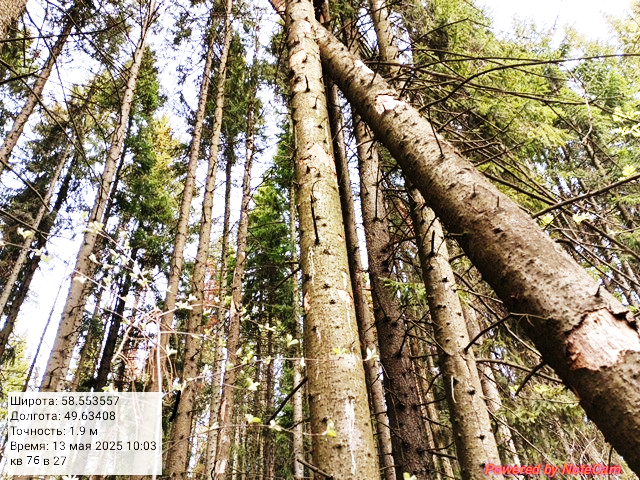 Широта: 58.553557
Долгота: 49.63408
Точность: 1.9 м
Время: 13 мая 2025 10:03
кв 76 в 27
Powered by NoteCam